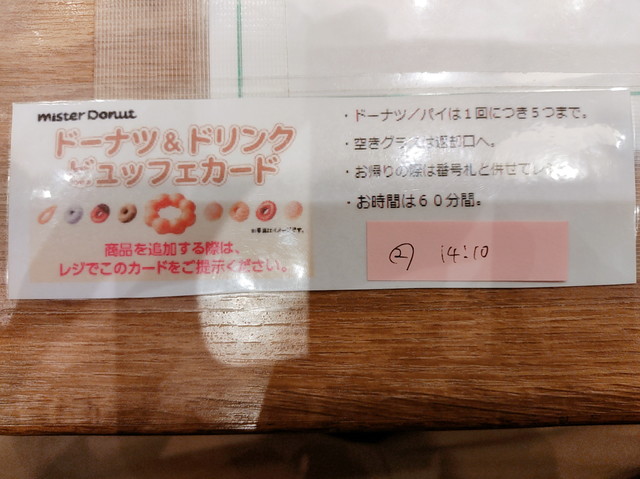 mister Donut
ドーナツ&ドリンク
ビュッフェカード
商品を追加する際は、
レジでこのカードをご提示ください。
・ドーナツ/パイは1回につき5つまで。
・空きグラスは返却口へ。
・お帰りの際は番号札と併せてレジ
・お時間は60分間。
② 14:10